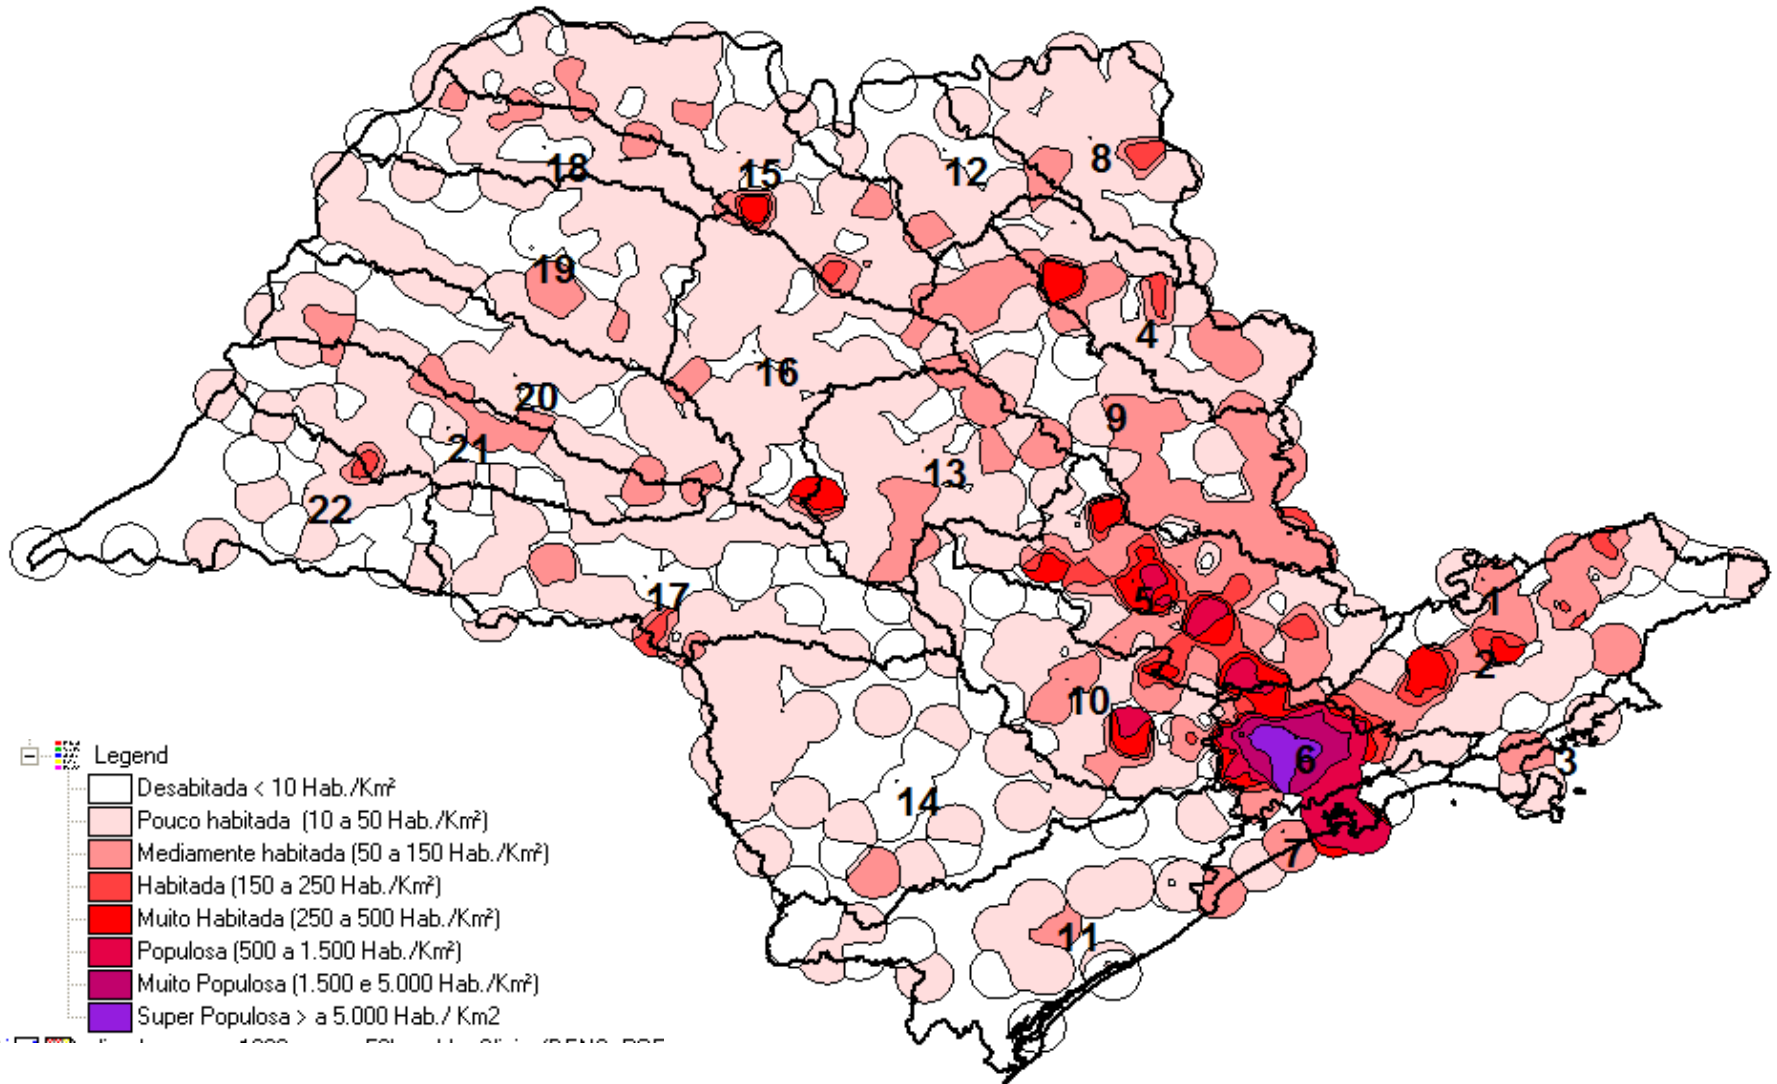 8
12
15
18
19
4
16
20
9
21
13
22
17
5
1
2
10
6
3
14
7
11
Legend
Desabitada < 10 Hab./Km²
Pouco habitada (10 a 50 Hab./Km²)
Mediamente habitada (50 a 150 Hab./Km²)
Habitada (150 a 250 Hab./Km²)
Muito Habitada (250 a 500 Hab./Km²)
Populosa (500 a 1.500 Hab./Km²)
Muito Populosa (1.500 e 5.000 Hab./Km²)
Super Populosa > a 5.000 Hab./ Km2